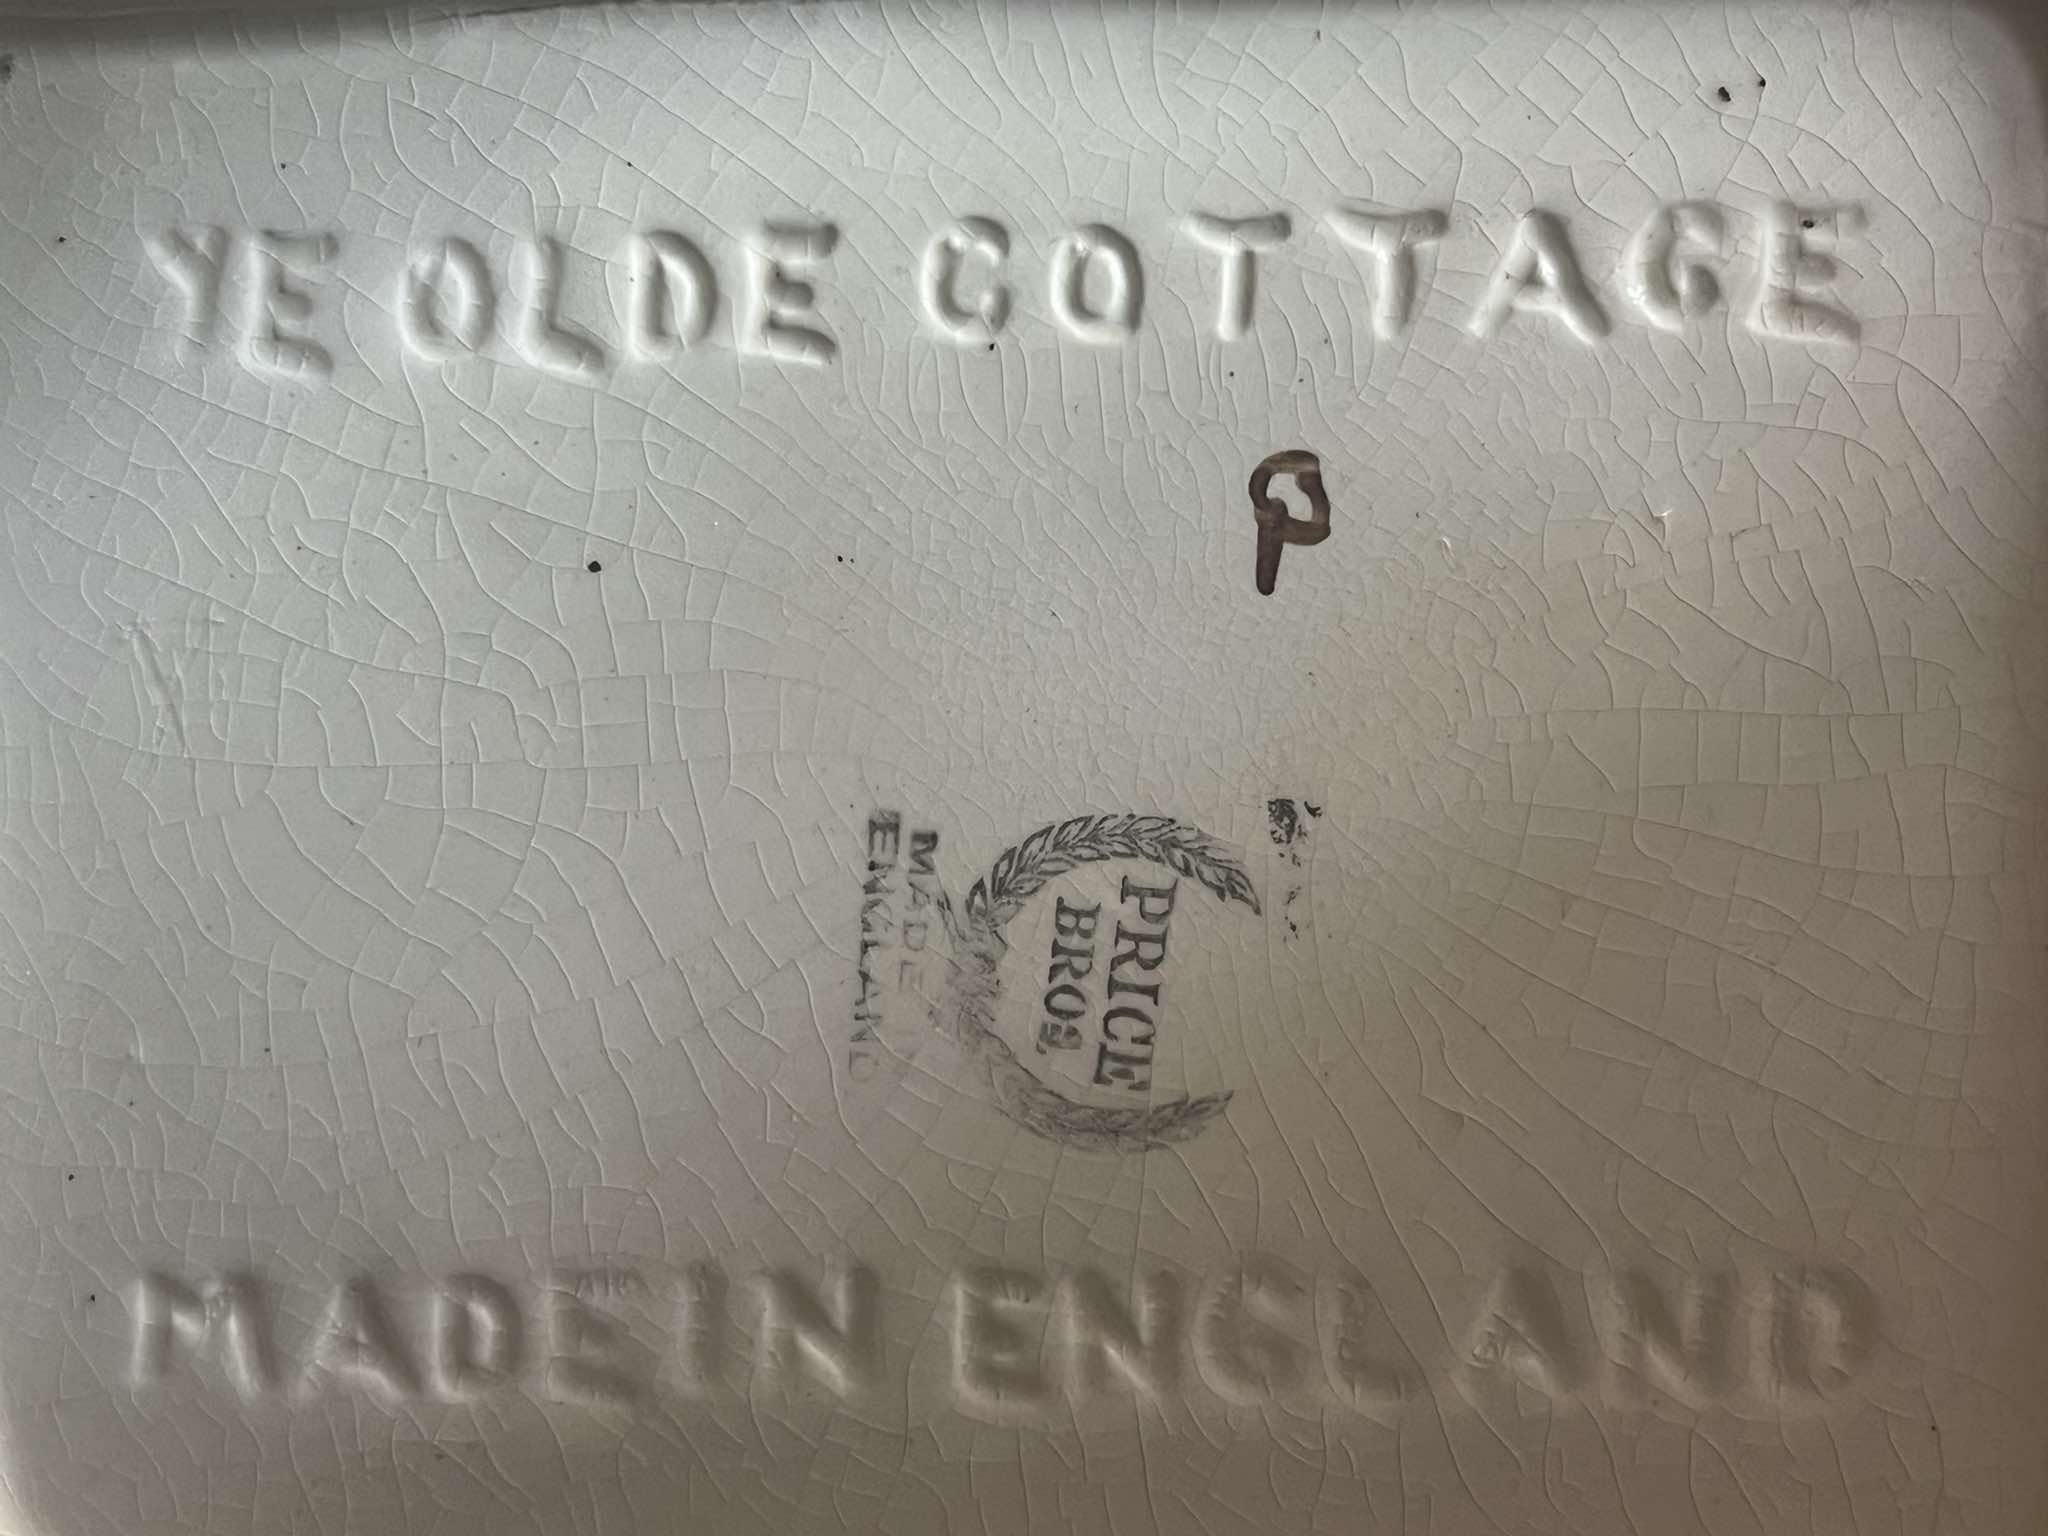 YE OLDE COTTAGE
P
PRICE
BROS.
MADE
ENGLAND
MADE IN ENGLAND